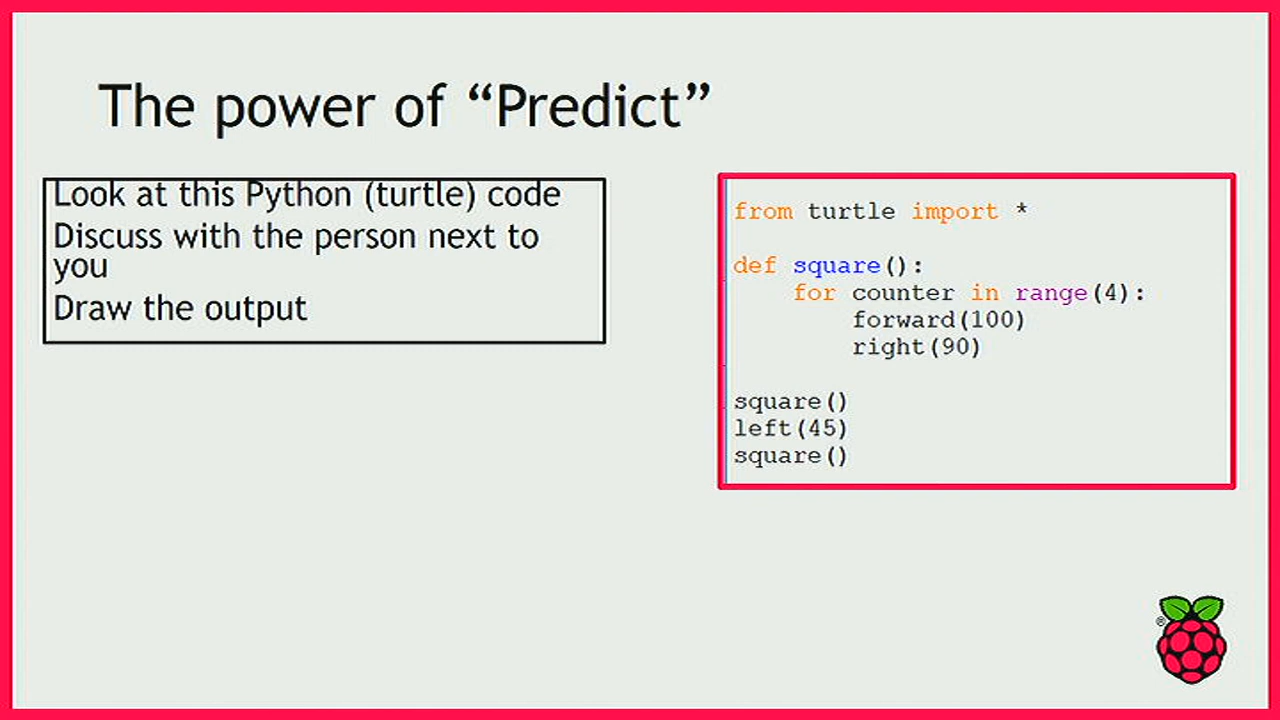 The power of “Predict”
Look at this Python (turtle) code
Discuss with the person next to
you
Draw the output
from turtle import *
def square():
    for counter in range(4):
        forward(100)
        right(90)
square()
left(45)
square()
®